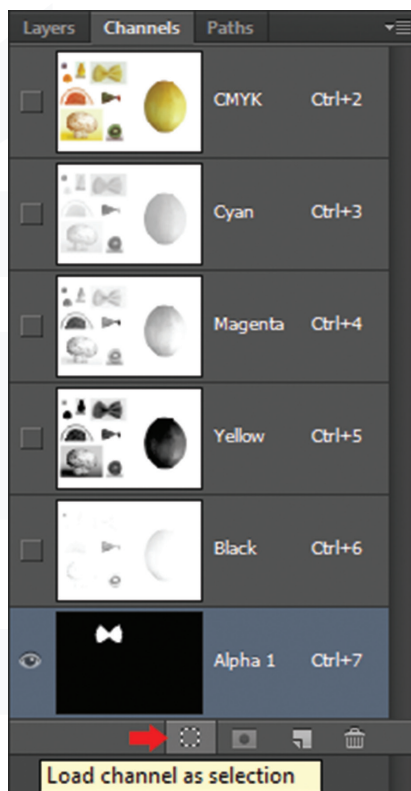 Layers Channels Paths
CMYK Ctrl+2
Cyan Ctrl+3
Magenta Ctrl+4
Yellow Ctrl+5
Black Ctrl+6
Alpha 1 Ctrl+7
Load channel as selection